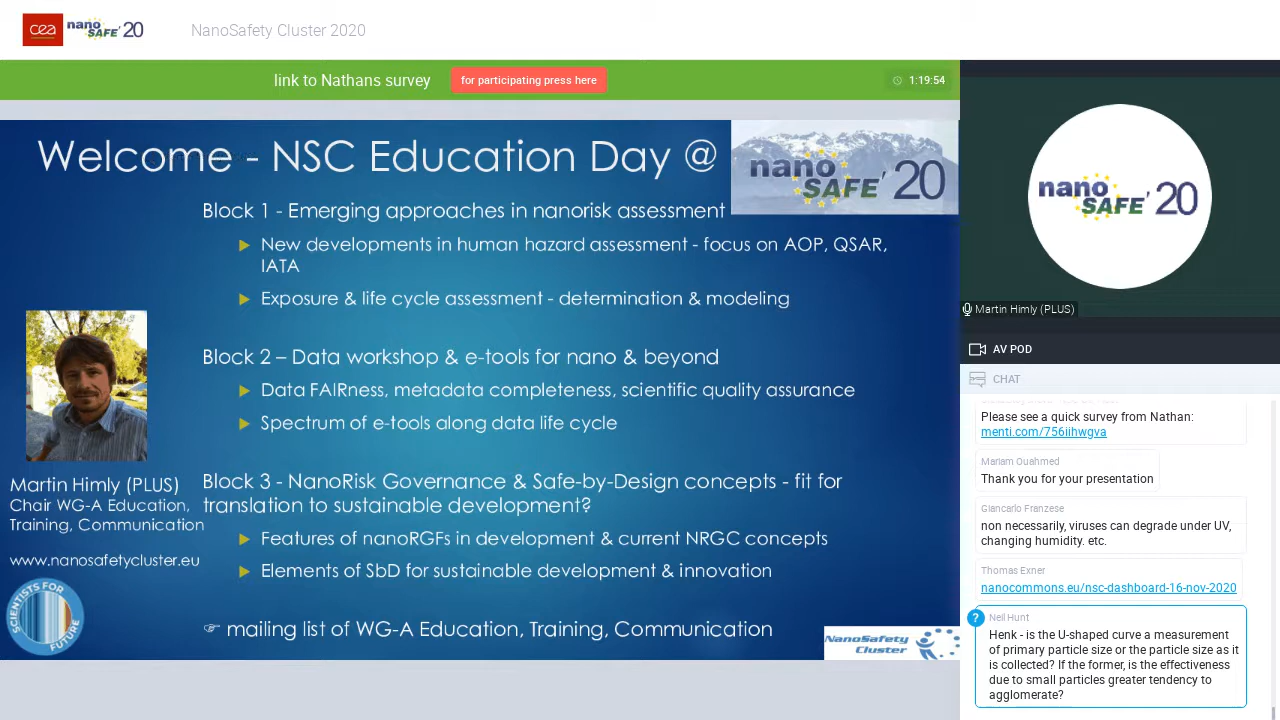 cea nano SAFE' 20
NanoSafety Cluster 2020
link to Nathans survey
for participating press here
1:19:54
Welcome - NSC Education Day @
nano SAFE' 20
Block 1 - Emerging approaches in nanorisk assessment
New developments in human hazard assessment - focus on AOP, QSAR,
IATA
Exposure & life cycle assessment - determination & modeling
Block 2 – Data workshop & e-tools for nano & beyond
Data FAIRness, metadata completeness, scientific quality assurance
Spectrum of e-tools along data life cycle
Block 3 - NanoRisk Governance & Safe-by-Design concepts - fit for
translation to sustainable development?
Features of nanoRGFs in development & current NRGC concepts
Elements of SbD for sustainable development & innovation
☞ mailing list of WG-A Education, Training, Communication
Martin Himly (PLUS)
Chair WG-A Education,
Training, Communication
www.nanosafetycluster.eu
SCIENTISTS FOR
FUTURE
NanoSafety
Cluster
nano SAFE' 20
Martin Himly (PLUS)
AV POD
CHAT
Please see a quick survey from Nathan:
menti.com/756iihwgva
Mariam Ouahmed
Thank you for your presentation
Giancarlo Franzese
non necessarily, viruses can degrade under UV,
changing humidity. etc.
Thomas Exner
nanocommons.eu/nsc-dashboard-16-nov-2020
?
Neil Hunt
Henk - is the U-shaped curve a measurement
of primary particle size or the particle size as it
is collected? If the former, is the effectiveness
due to small particles greater tendency to
agglomerate?